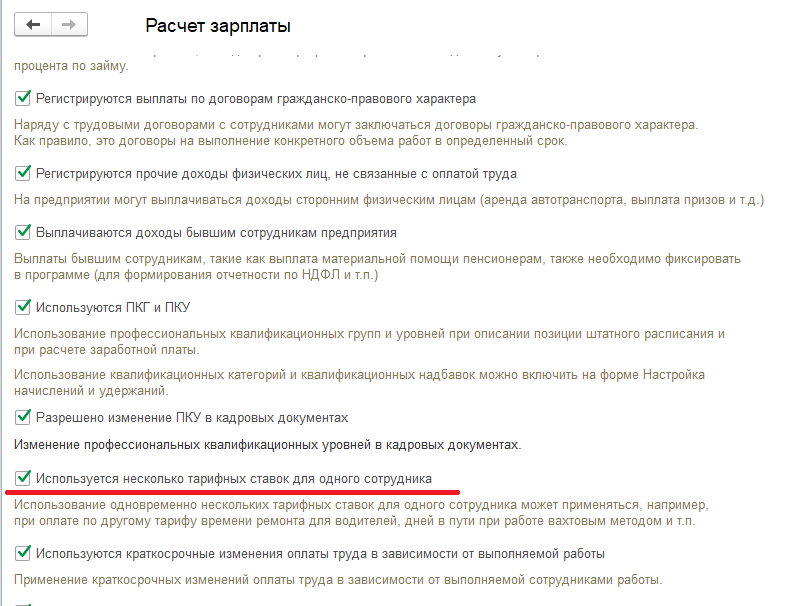 Расчет зарплаты
процента по займу.
Регистрируются выплаты по договорам гражданско-правового характера
Наряду с трудовыми договорами с сотрудниками могут заключаться договоры гражданско-правового характера.
Как правило, это договоры на выполнение конкретного объема работ в определенный срок.
Регистрируются прочие доходы физических лиц, не связанные с оплатой труда
На предприятии могут выплачиваться доходы сторонним физическим лицам (аренда автотранспорта, выплата призов и т.д.)
Выплачиваются доходы бывшим сотрудникам предприятия
Выплаты бывшим сотрудникам, такие как выплата материальной помощи пенсионерам, также необходимо фиксировать
в программе (для формирования отчетности по НДФЛ и т.п.)
Используются ПКГ и ПКУ
Использование профессиональных квалификационных групп и уровней при описании позиции штатного расписания и
при расчете заработной платы.
Использование квалификационных категорий и квалификационных надбавок можно включить на форме Настройка
начислений и удержаний.
Разрешено изменение ПКУ в кадровых документах
Изменение профессиональных квалификационных уровней в кадровых документах.
Используется несколько тарифных ставок для одного сотрудника
Использование одновременно нескольких тарифных ставок для одного сотрудника может применяться, например,
при оплате по другому тарифу времени ремонта для водителей, дней в пути при работе вахтовым методом и т.п.
Используются краткосрочные изменения оплаты труда в зависимости от выполняемой работы
Применение краткосрочных изменений оплаты труда в зависимости от выполняемой сотрудниками работы.